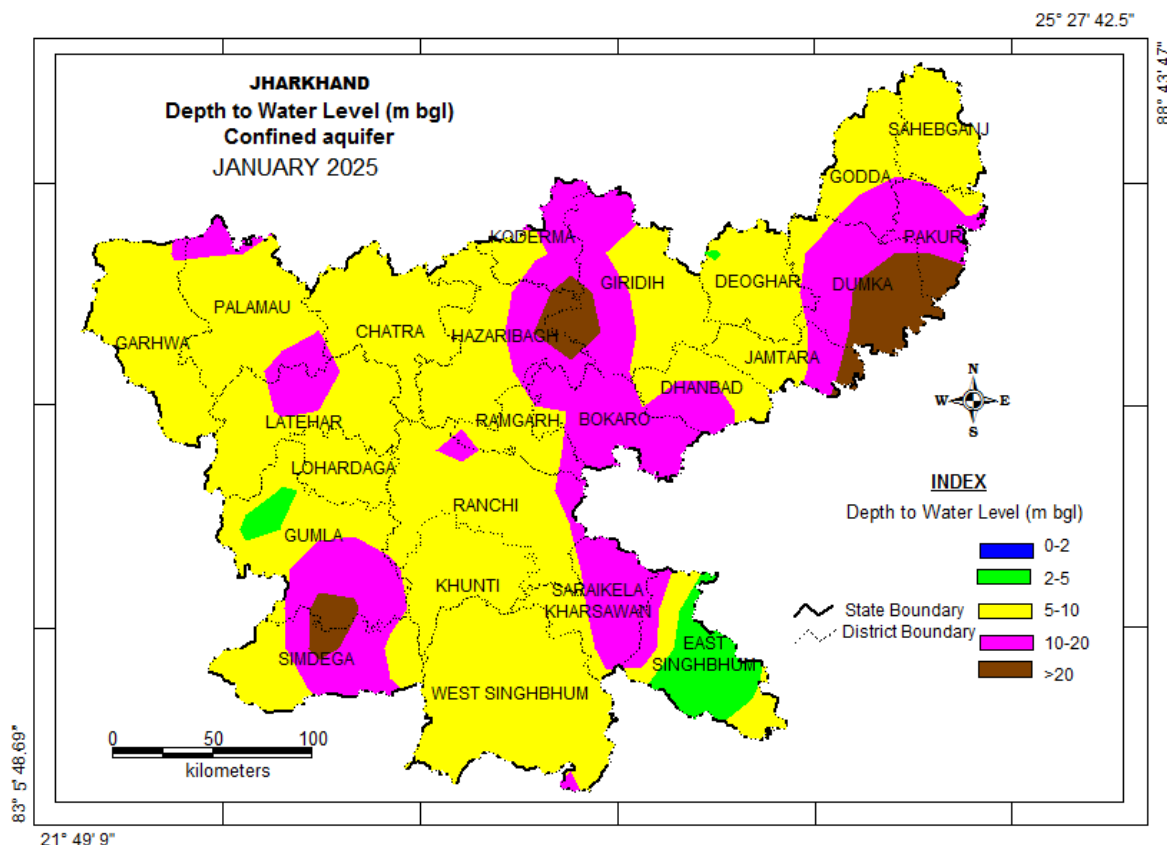 25° 27' 42.5"
88° 43' 47"
JHARKHAND
Depth to Water Level (m bgl)
Confined aquifer
JANUARY 2025
SAHEBGANJ
GODDA
KODERMA
PAKUR
GIRIDIH
DEOGHAR
DUMKA
PALAMAU
CHATRA
HAZARIBAGH
GARHWA
JAMTARA
DHANBAD
LATEHAR
RAMGARH
BOKARO
N
W
E
S
LOHARDAGA
RANCHI
GUMLA
KHUNTI
SARAIKELA
KHARSAWAN
EAST
SINGHBHUM
SIMDEGA
WEST SINGHBHUM
INDEX
Depth to Water Level (m bgl)
0-2
2-5
State Boundary
5-10
District Boundary
10-20
>20
0 50 100
kilometers
83° 5' 48.69"
21° 49' 9"